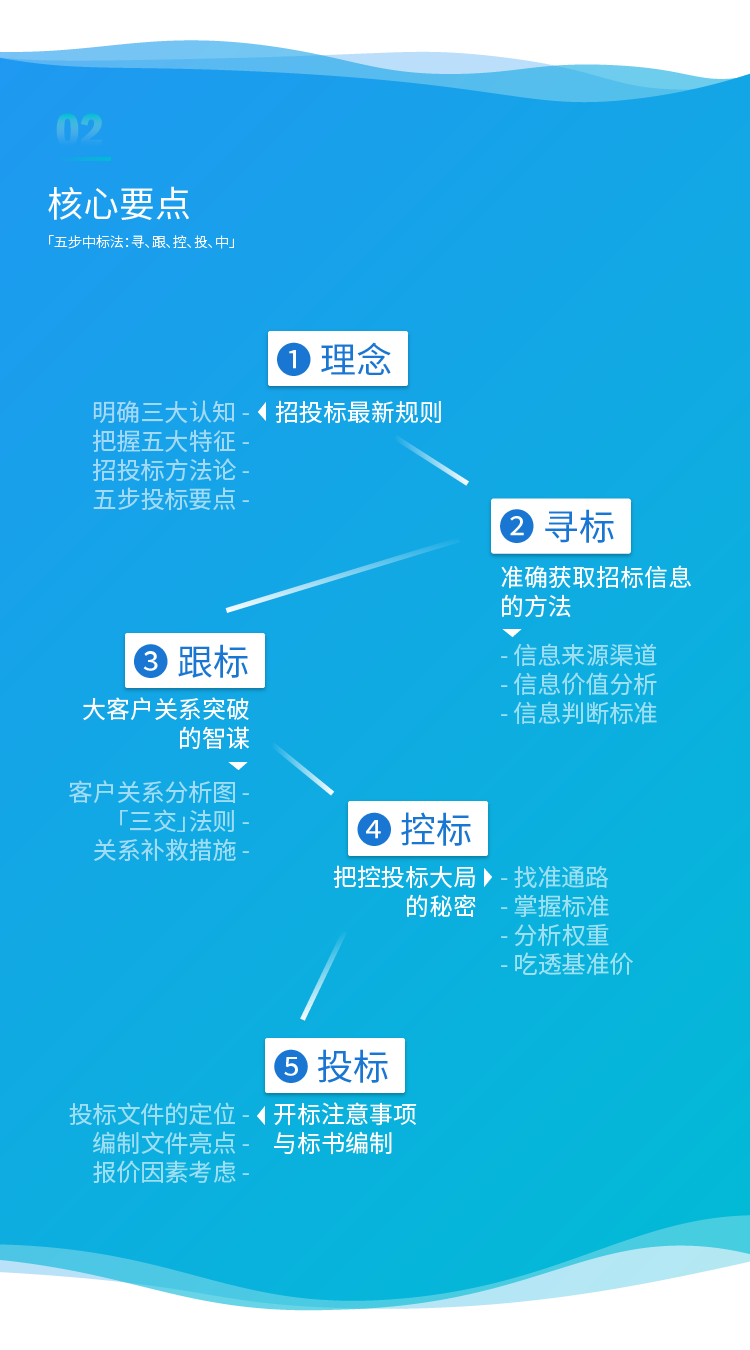 02
核心要点
「五步中标法:寻、跟、控、投、中」
1 理念
招投标最新规则
明确三大认知 -
把握五大特征 -
招投标方法论 -
五步投标要点 -
2 寻标
准确获取招标信息
的方法
- 信息来源渠道
- 信息价值分析
- 信息判断标准
3 跟标
大客户关系突破
的智谋
客户关系分析图 -
「三交」法则 -
关系补救措施 -
4 控标
把控投标大局
的秘密
- 找准通路
- 掌握标准
- 分析权重
- 吃透基准价
5 投标
开标注意事项
与标书编制
投标文件的定位 -
编制文件亮点 -
报价因素考虑 -